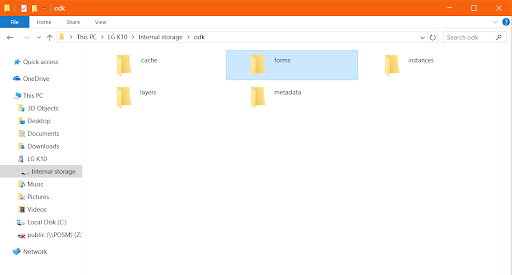 odk
File Home Share View
This PC > LG K10 > Internal storage > odk
Search odk
Quick access
OneDrive
This PC
3D Objects
Desktop
Documents
Downloads
LG K10
Internal storage
Music
Pictures
Videos
Local Disk (C:)
public (\\POSM) (Z:
Network
.cache forms instances
layers metadata